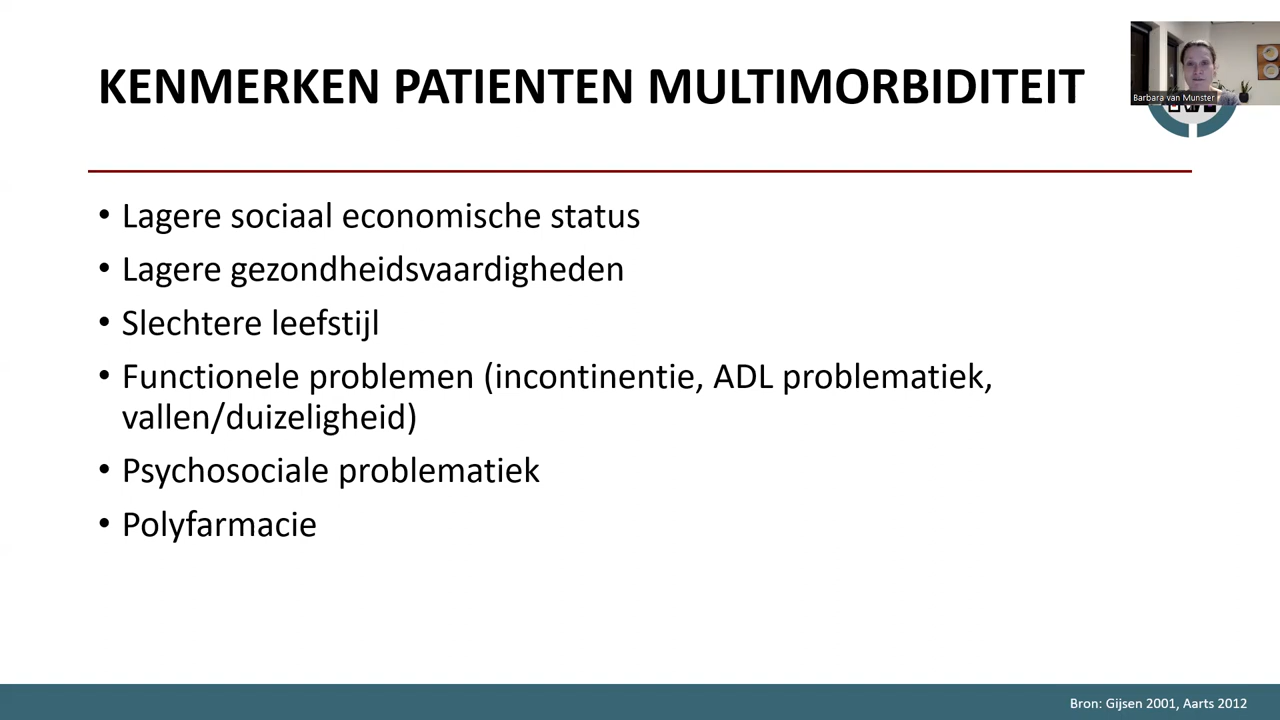 KENMERKEN PATIENTEN MULTIMORBIDITEIT
Barbara van Munster
• Lagere sociaal economische status
• Lagere gezondheidsvaardigheden
• Slechtere leefstijl
• Functionele problemen (incontinentie, ADL problematiek,
vallen/duizeligheid)
• Psychosociale problematiek
• Polyfarmacie
Bron: Gijsen 2001, Aarts 2012